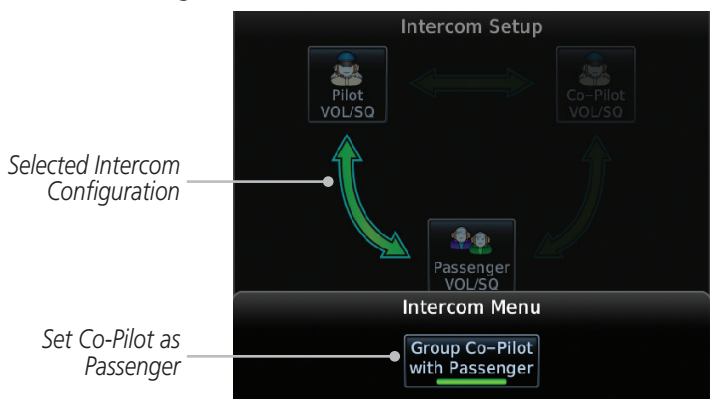 Intercom Setup
Pilot
VOL/SQ
Co-Pilot
VOL/SQ
Selected Intercom
Configuration
Passenger
VOL/SQ
Intercom Menu
Set Co-Pilot as
Passenger
Group Co-Pilot
with Passenger